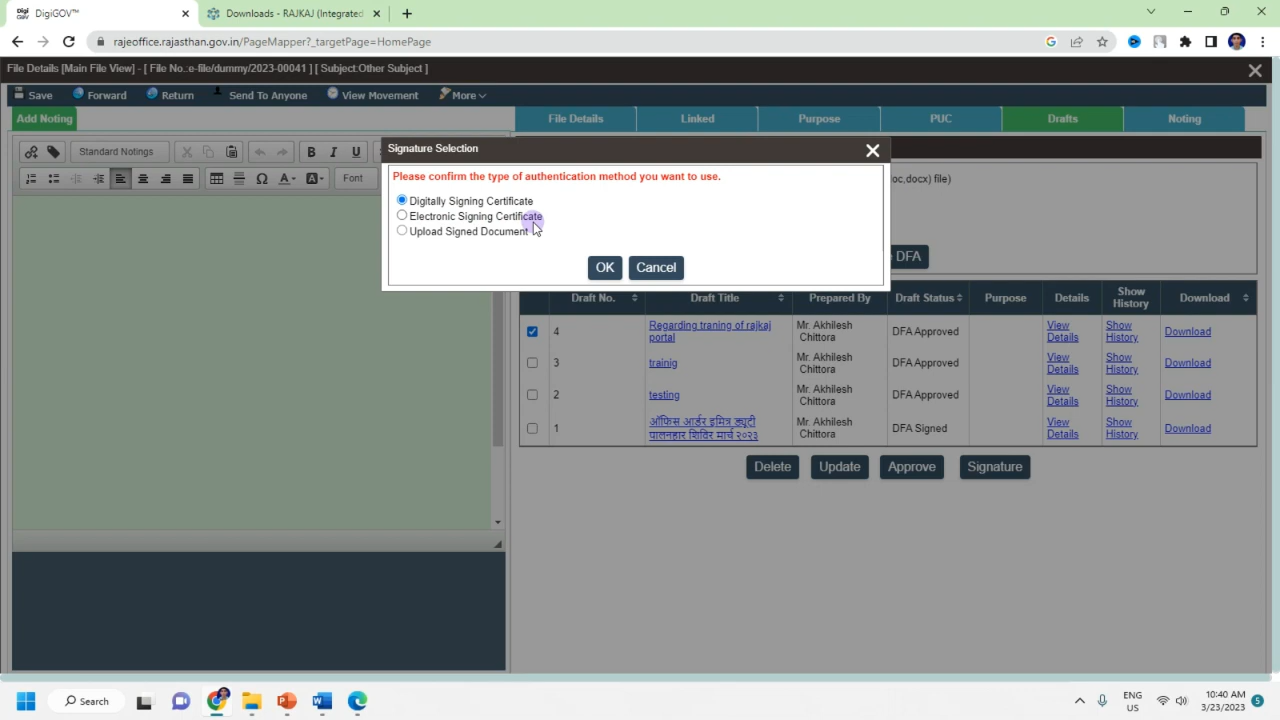 DigiGOV™
Downloads - RAJKAJ (Integrated
rajeoffice.rajasthan.gov.in/PageMapper?_targetPage=HomePage
File Details [Main File View] - [ File No.:e-file/dummy/2023-00041 ] [ Subject:Other Subject ]
Save Forward Return Send To Anyone View Movement More
Add Noting File Details Linked Purpose PUC Drafts Noting
Standard Notings
B I U
Font
Signature Selection
Please confirm the type of authentication method you want to use.
Digitally Signing Certificate
Electronic Signing Certificate
Upload Signed Document
OK Cancel
oc,docx) file)
DFA
Draft No. Draft Title Prepared By Draft Status Purpose Details Show History Download
4 Regarding traning of rajkaj portal Mr. Akhilesh Chittora DFA Approved View Details Show History Download
3 trainig Mr. Akhilesh Chittora DFA Approved View Details Show History Download
2 testing Mr. Akhilesh Chittora DFA Approved View Details Show History Download
1 ऑफिस आर्डर इमित्र ड्यूटी पालनहार शिविर मार्च २०२३ Mr. Akhilesh Chittora DFA Signed View Details Show History Download
Delete Update Approve Signature
Search
ENG
US
10:40 AM
3/23/2023
5